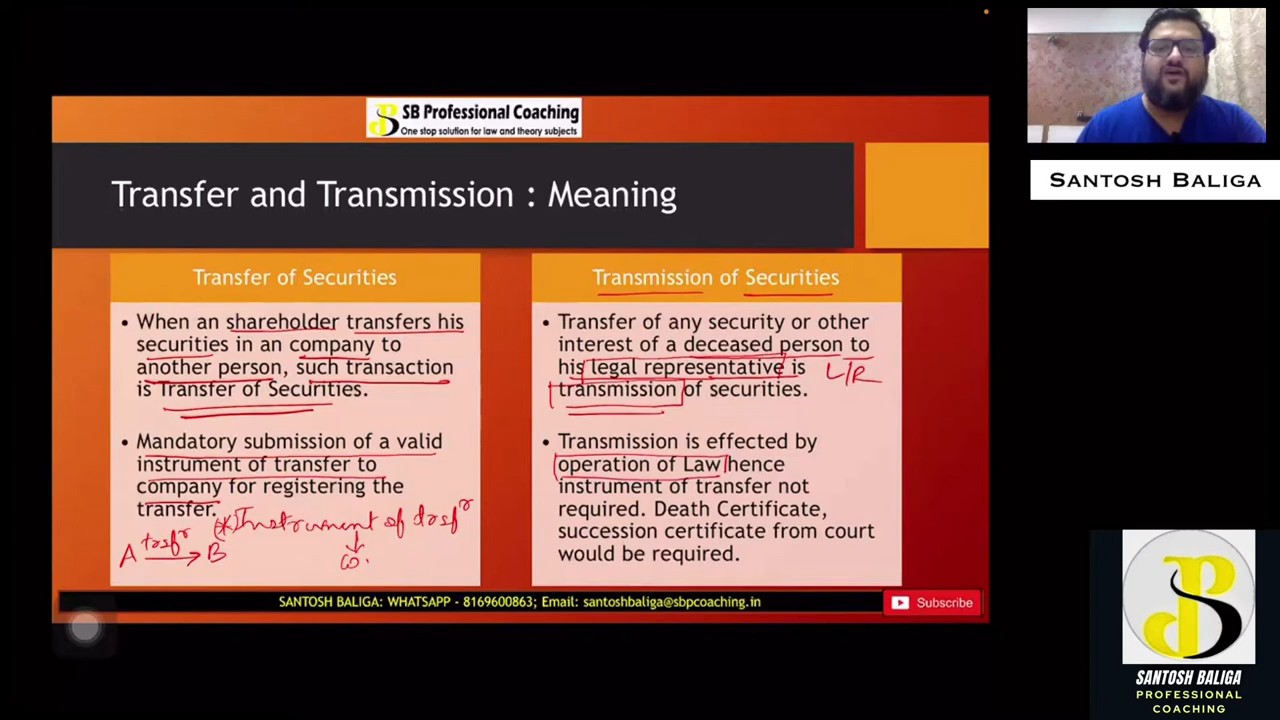 SB Professional Coaching
One stop solution for law and theory subjects
SANTOSH BALIGA
Transfer and Transmission : Meaning
Transfer of Securities
• When an shareholder transfers his
securities in an company to
another person, such transaction
is Transfer of Securities.
• Mandatory submission of a valid
instrument of transfer to
company for registering the
transfer.
(*) Instrument of trsfr
A trsfr B
co.
Transmission of Securities
• Transfer of any security or other
interest of a deceased person to
his legal representative is
L/R
transmission of securities.
• Transmission is effected by
operation of Law hence
instrument of transfer not
required. Death Certificate,
succession certificate from court
would be required.
SANTOSH BALIGA: WHATSAPP - 8169600863; Email: santoshbaliga@sbpcoaching.in
Subscribe
SANTOSH BALIGA
PROFESSIONAL
COACHING